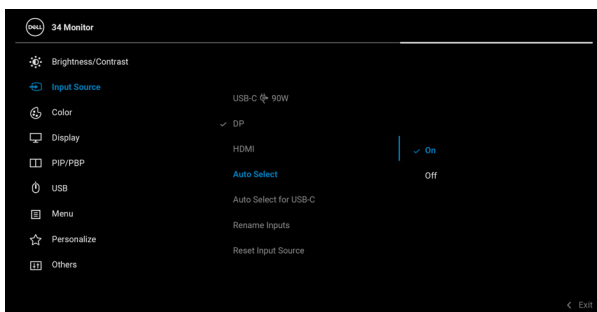 DELL 34 Monitor
Brightness/Contrast
Input Source
USB-C 90W
Color
DP
Display
HDMI
On
PIP/PBP
Auto Select
Off
USB
Auto Select for USB-C
Menu
Rename Inputs
Personalize
Reset Input Source
Others
Exit